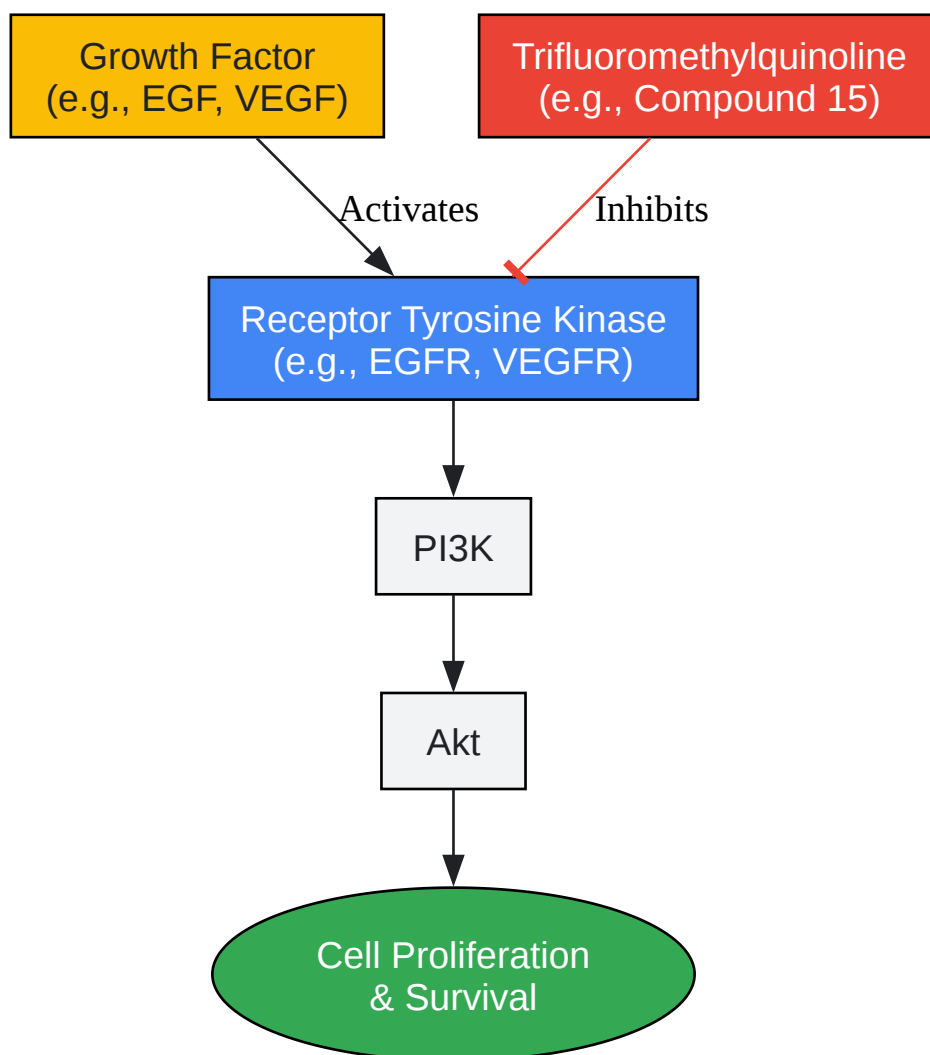 Growth Factor
(e.g., EGF, VEGF)
Trifluoromethylquinoline
(e.g., Compound 15)
Activates
Inhibits
Receptor Tyrosine Kinase
(e.g., EGFR, VEGFR)
PI3K
Akt
Cell Proliferation
& Survival